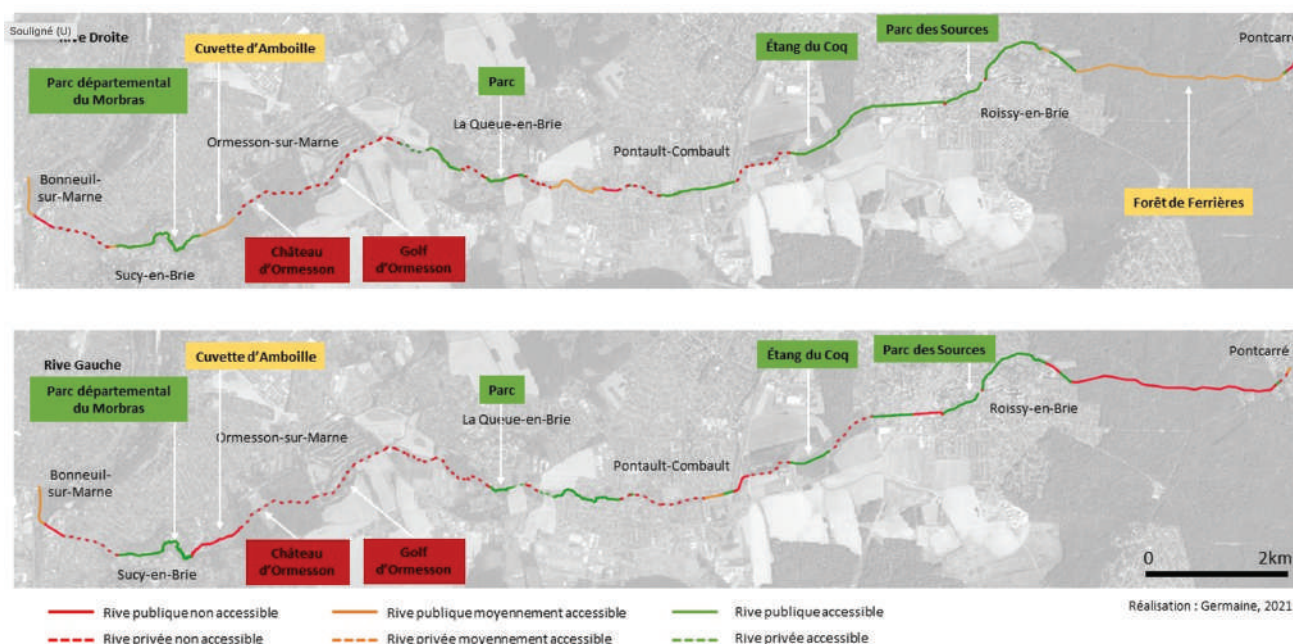 Souligné (U)
Rive Droite
Cuvette d'Amboille
Parc départemental
du Morbras
Ormesson-sur-Marne
Bonneuil-
sur-Marne
Sucy-en-Brie
Château
d'Ormesson
Golf
d'Ormesson
Parc
La Queue-en-Brie
Pontault-Combault
Étang du Coq
Parc des Sources
Roissy-en-Brie
Pontcarré
Forêt de Ferrières
Rive Gauche
Cuvette d'Amboille
Parc départemental
du Morbras
Ormesson-sur-Marne
Bonneuil-
sur-Marne
Sucy-en-Brie
Château
d'Ormesson
Golf
d'Ormesson
Parc
La Queue-en-Brie
Pontault-Combault
Étang du Coq
Parc des Sources
Roissy-en-Brie
Pontcarré
0 2km
Rive publique non accessible
Rive publique moyennement accessible
Rive publique accessible
Rive privée non accessible
Rive privée moyennement accessible
Rive privée accessible
Réalisation : Germaine, 2021